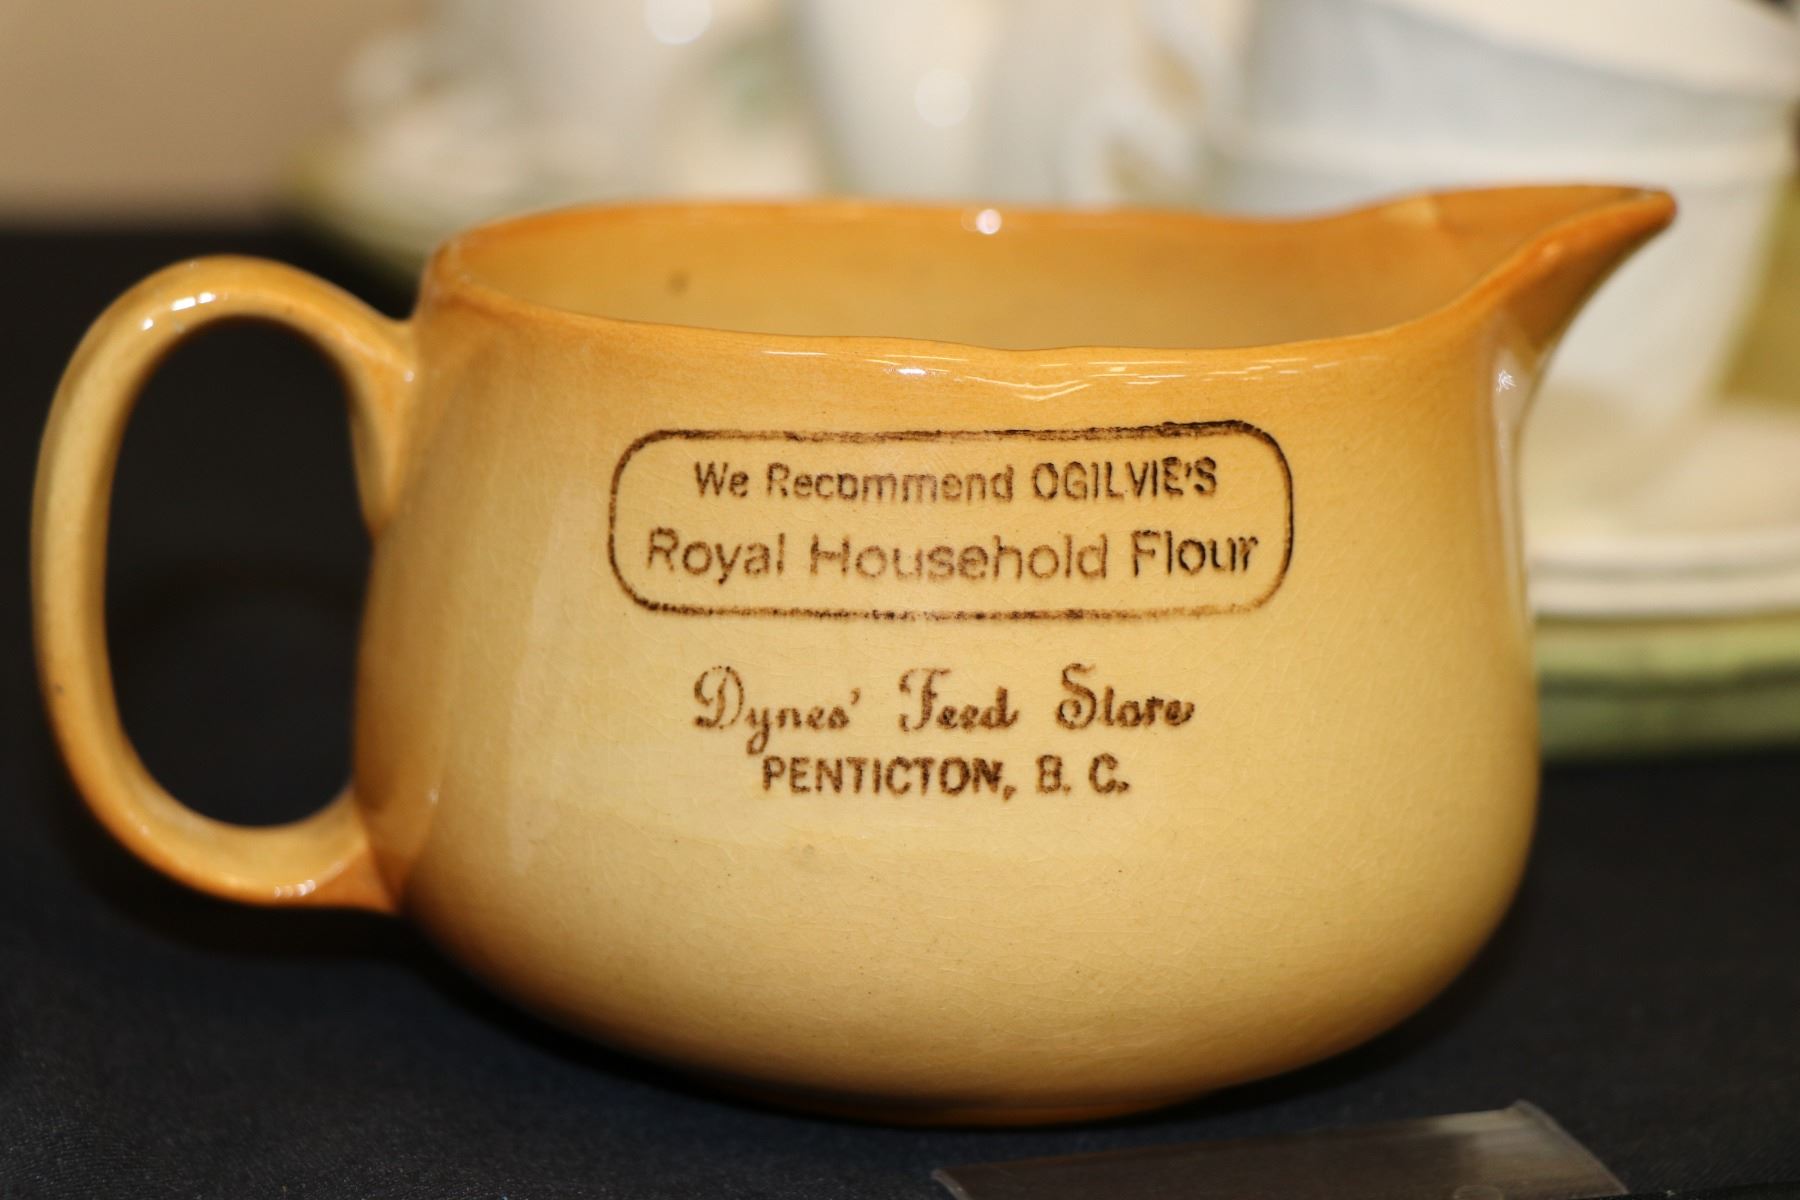 We Recommend OGILVIE'S
Royal Household Flour
Dynes' Feed Store
PENTICTON, B. C.